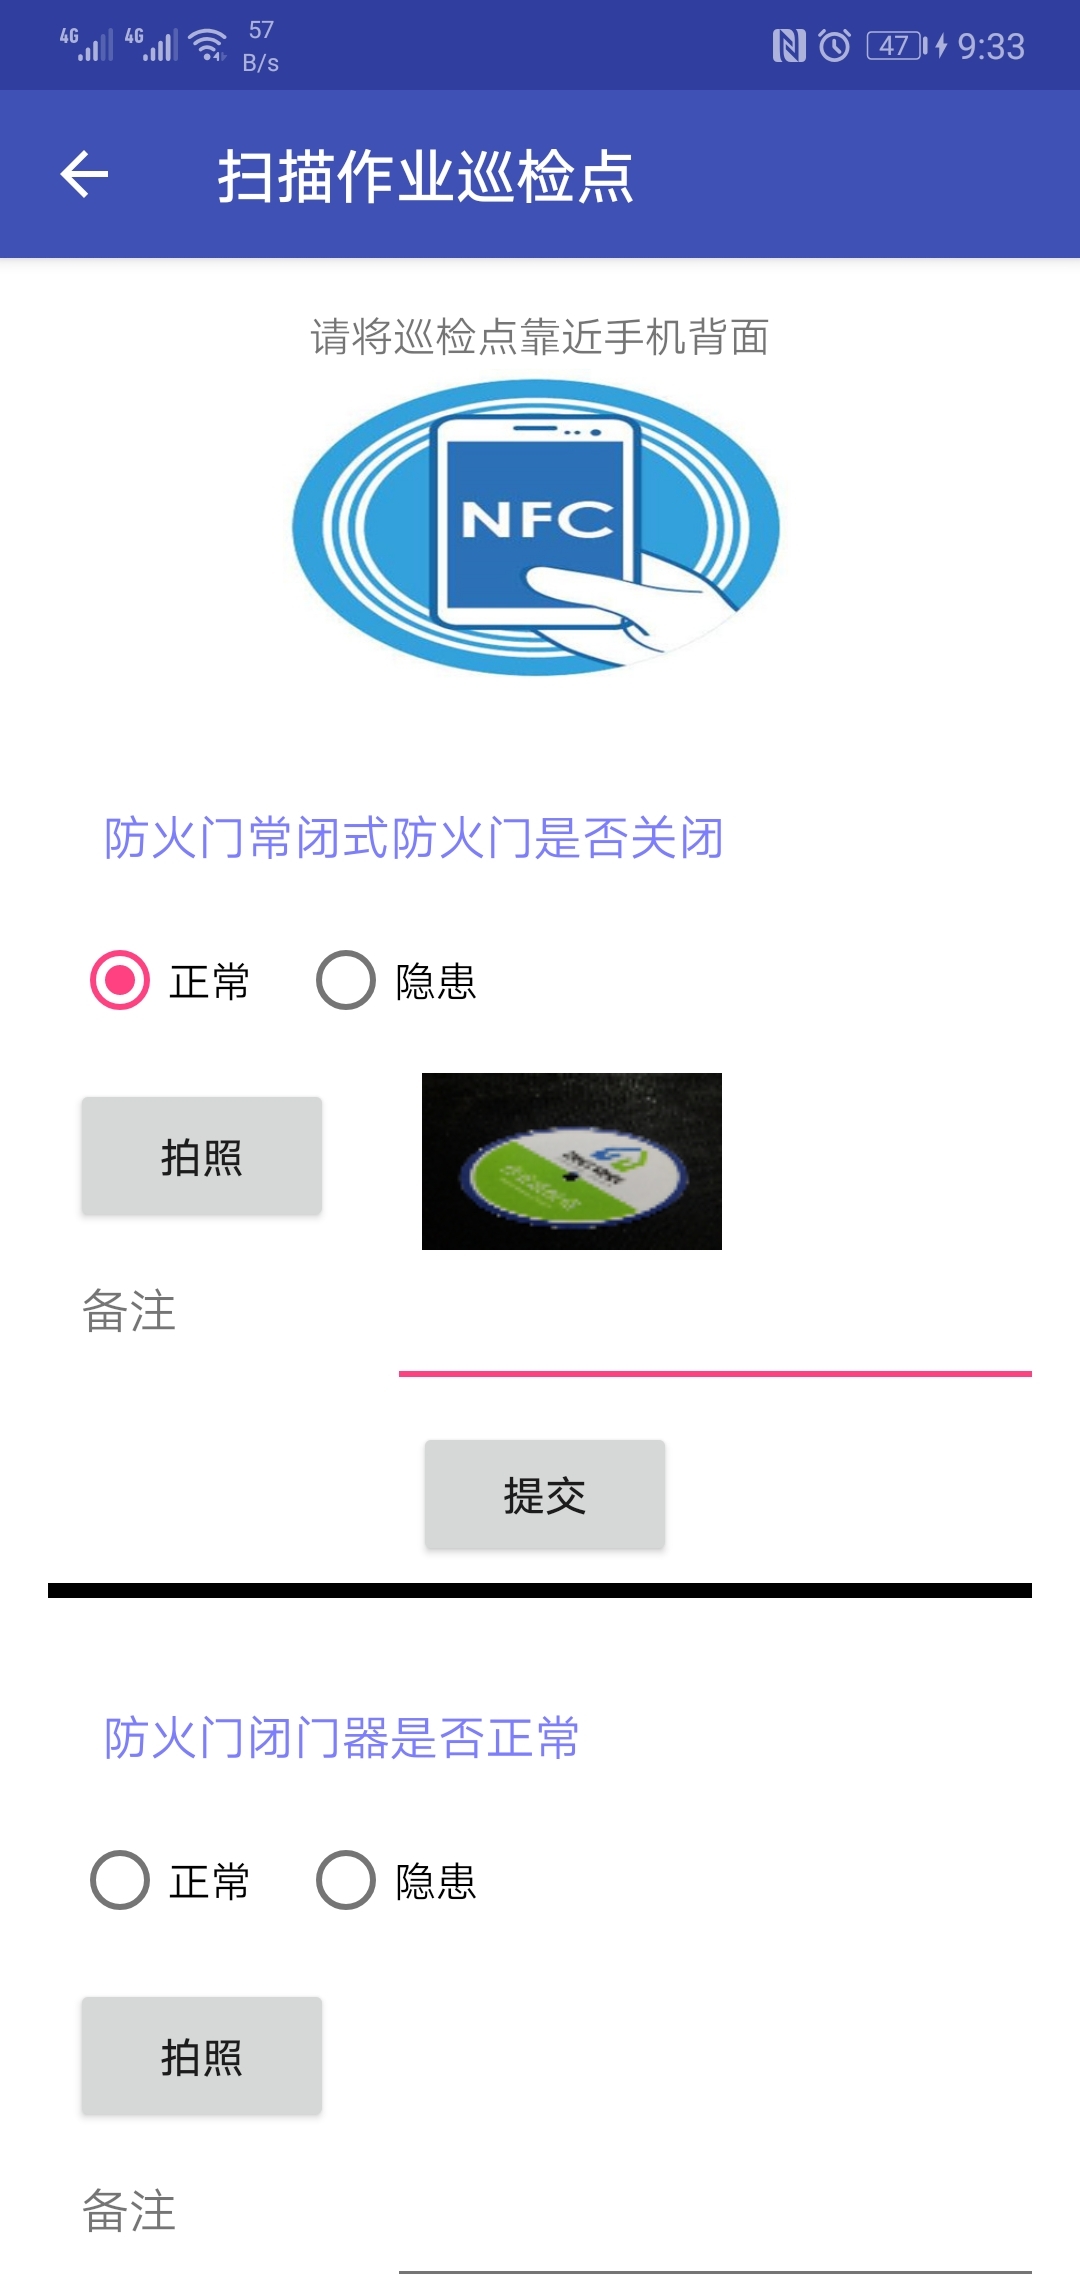 4G 4G 57 B/s 47 9:33
扫描作业巡检点
请将巡检点靠近手机背面
NFC
防火门常闭式防火门是否关闭
正常 隐患
拍照
备注
提交
防火门闭门器是否正常
正常 隐患
拍照
备注